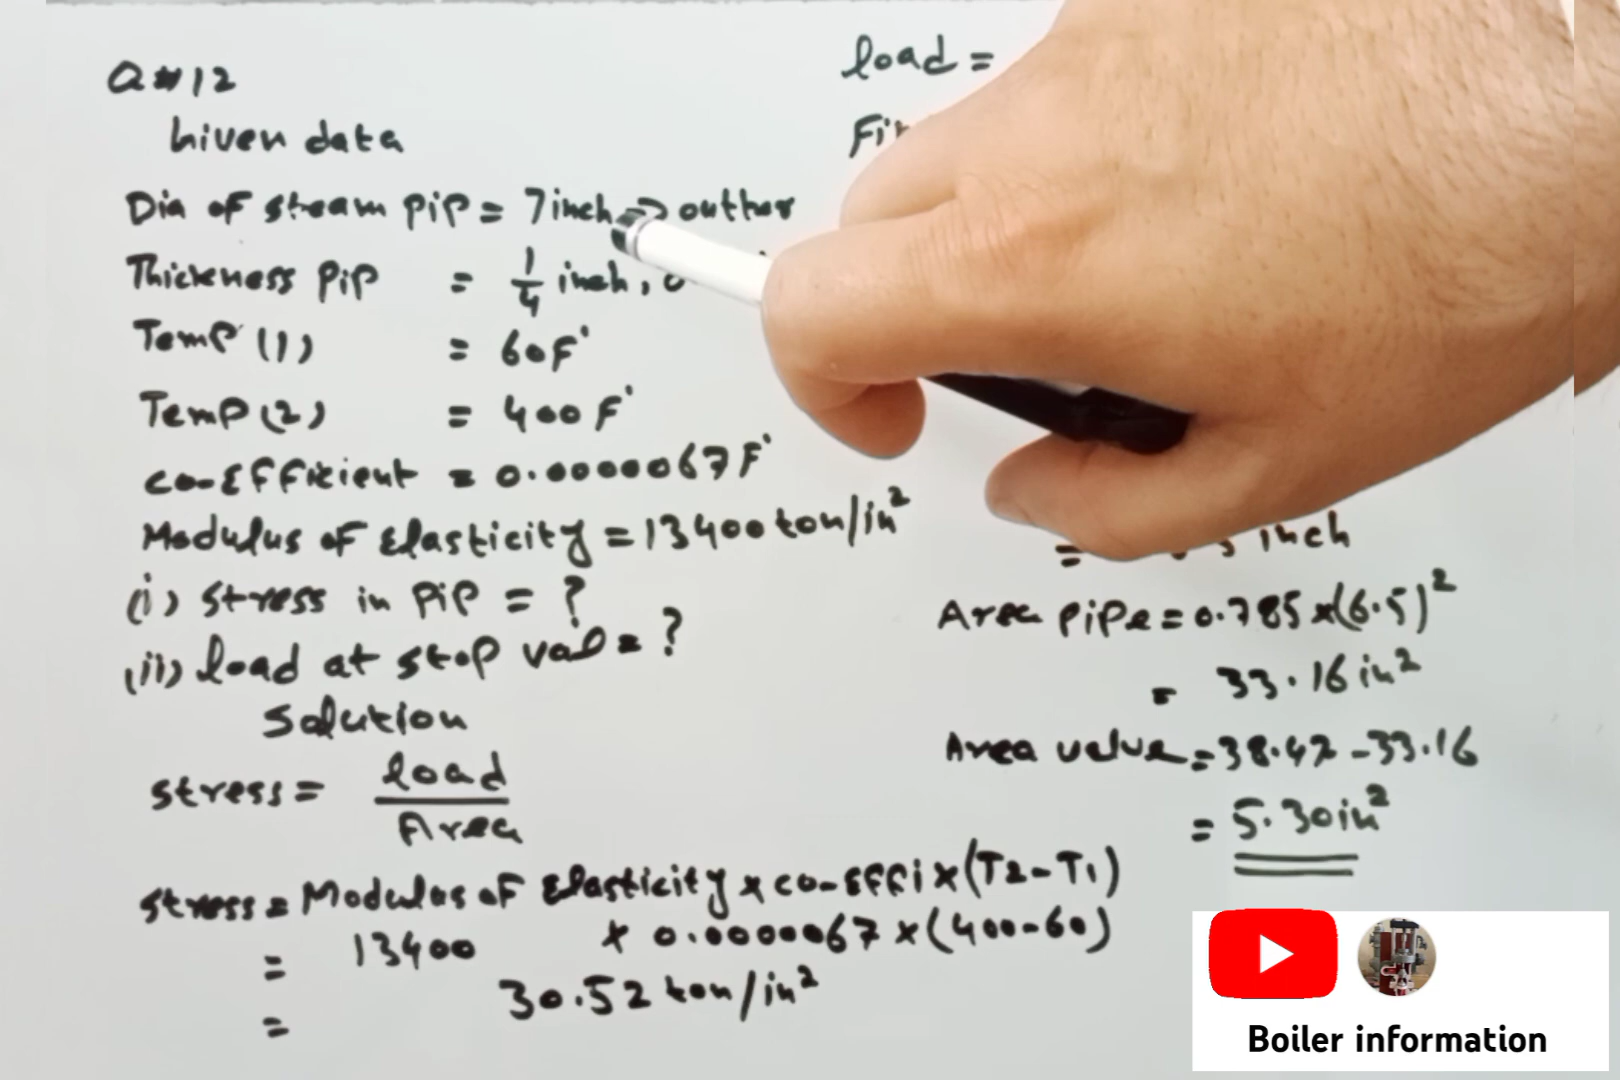 Q#12
Given data
Dia of steam pip = 7 inch → outter
Thickness pip = 1/4 inch,
Temp (1) = 60F°
Temp (2) = 400F°
co-Efficient = 0.0000067F°
Modulus of Elasticity = 13400 ton/in²
(i) stress in pip = ?
(ii) load at stop val = ?
Solution
stress = load/Area
stress = Modulus of Elasticity × co-effi × (T2-T1)
= 13400 × 0.0000067 × (400-60)
= 30.52 ton/in²
load =
= inch
Area pipe = 0.785 × (6.5)²
= 33.16 in²
Area valve = 38.47 - 33.16
= 5.30 in²
Boiler information